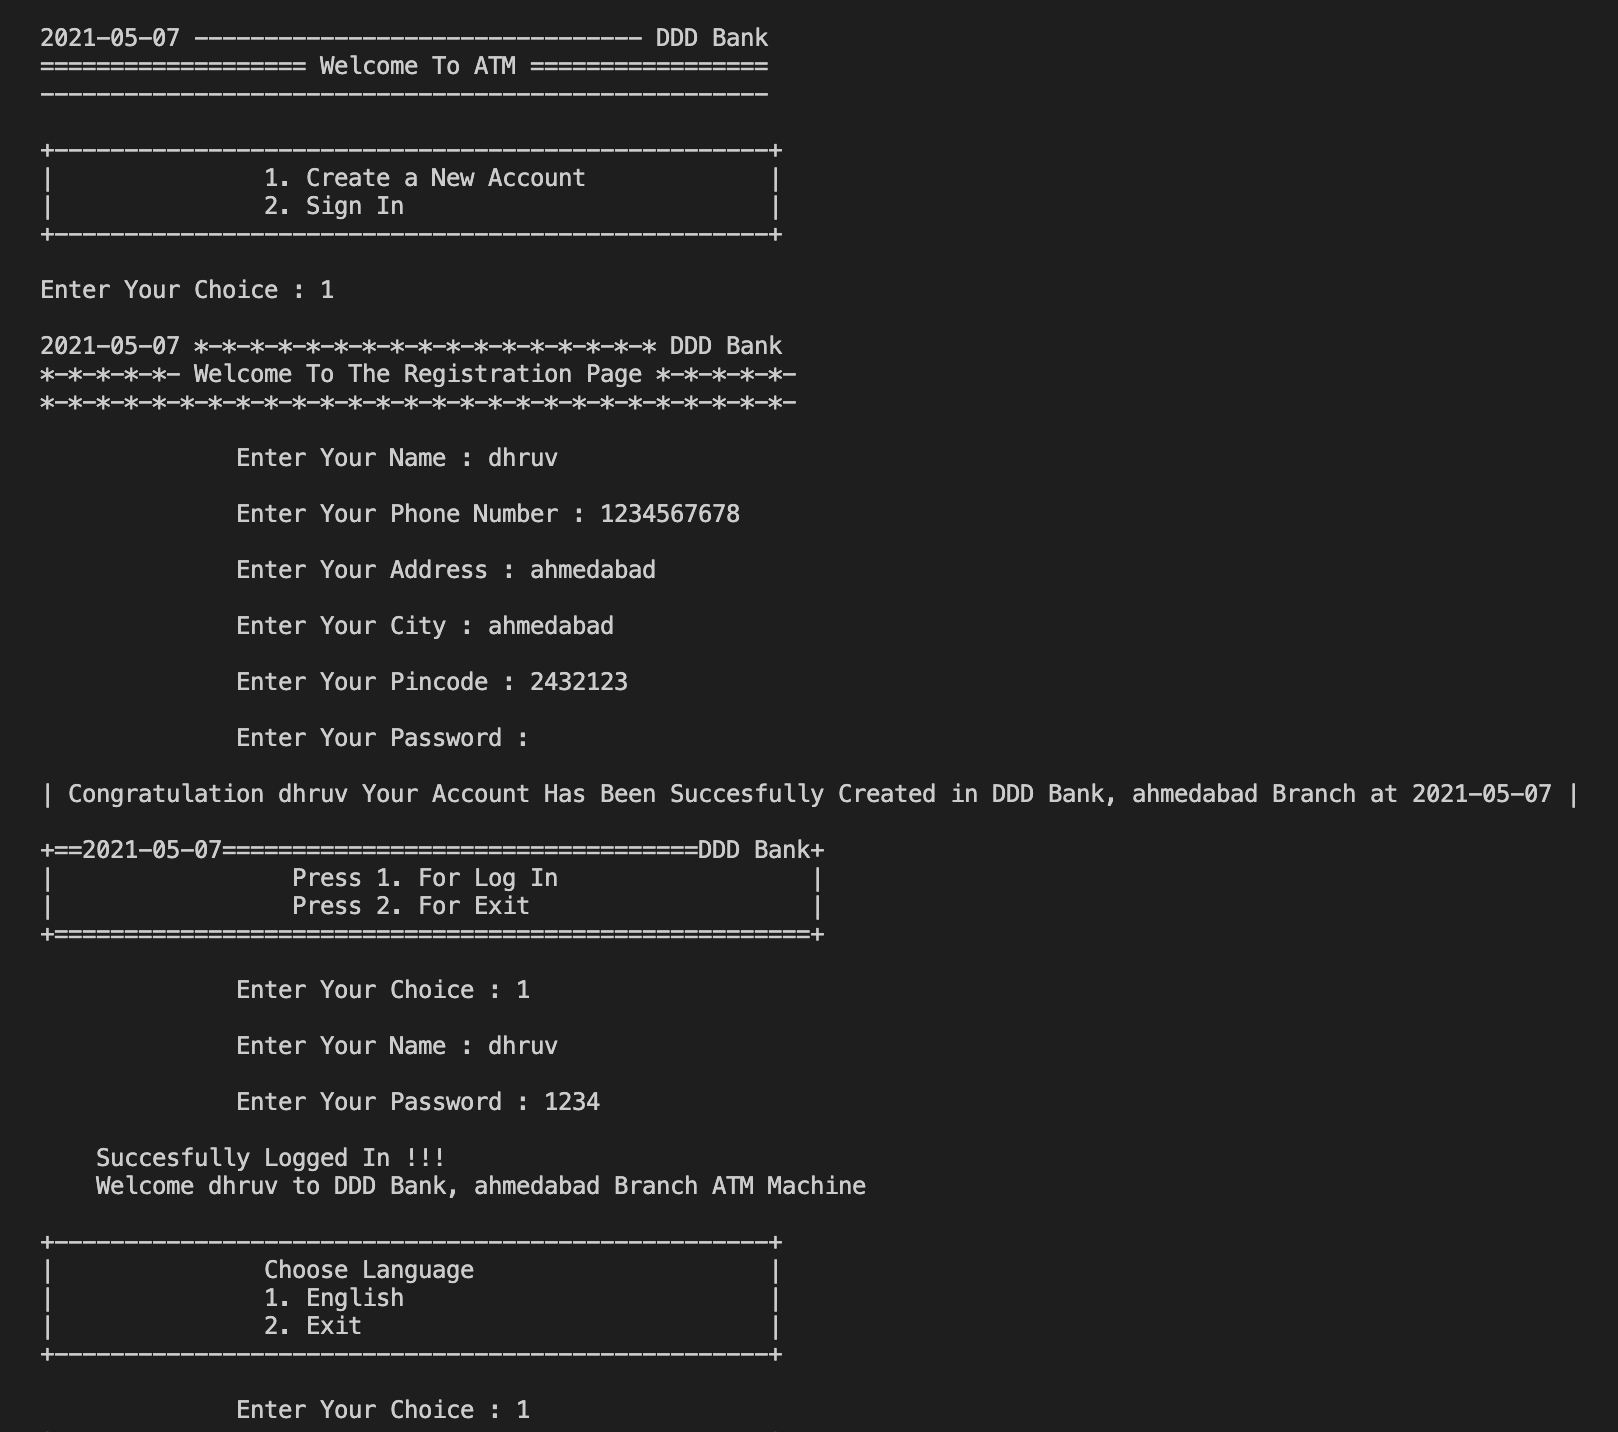 2021-05-07 -------------------------------- DDD Bank
=================== Welcome To ATM =================
----------------------------------------------------
+---------------------------------------------------+
|               1. Create a New Account             |
|               2. Sign In                          |
+---------------------------------------------------+
Enter Your Choice : 1
2021-05-07 *-*-*-*-*-*-*-*-*-*-*-*-*-*-*-*-* DDD Bank
*-*-*-*-*- Welcome To The Registration Page *-*-*-*-*-
*-*-*-*-*-*-*-*-*-*-*-*-*-*-*-*-*-*-*-*-*-*-*-*-*-*-*-
Enter Your Name : dhruv
Enter Your Phone Number : 1234567678
Enter Your Address : ahmedabad
Enter Your City : ahmedabad
Enter Your Pincode : 2432123
Enter Your Password :
| Congratulation dhruv Your Account Has Been Succesfully Created in DDD Bank, ahmedabad Branch at 2021-05-07 |
+==2021-05-07==================================DDD Bank+
|                 Press 1. For Log In                  |
|                 Press 2. For Exit                    |
+======================================================+
Enter Your Choice : 1
Enter Your Name : dhruv
Enter Your Password : 1234
Succesfully Logged In !!!
Welcome dhruv to DDD Bank, ahmedabad Branch ATM Machine
+---------------------------------------------------+
|               Choose Language                     |
|               1. English                          |
|               2. Exit                             |
+---------------------------------------------------+
Enter Your Choice : 1